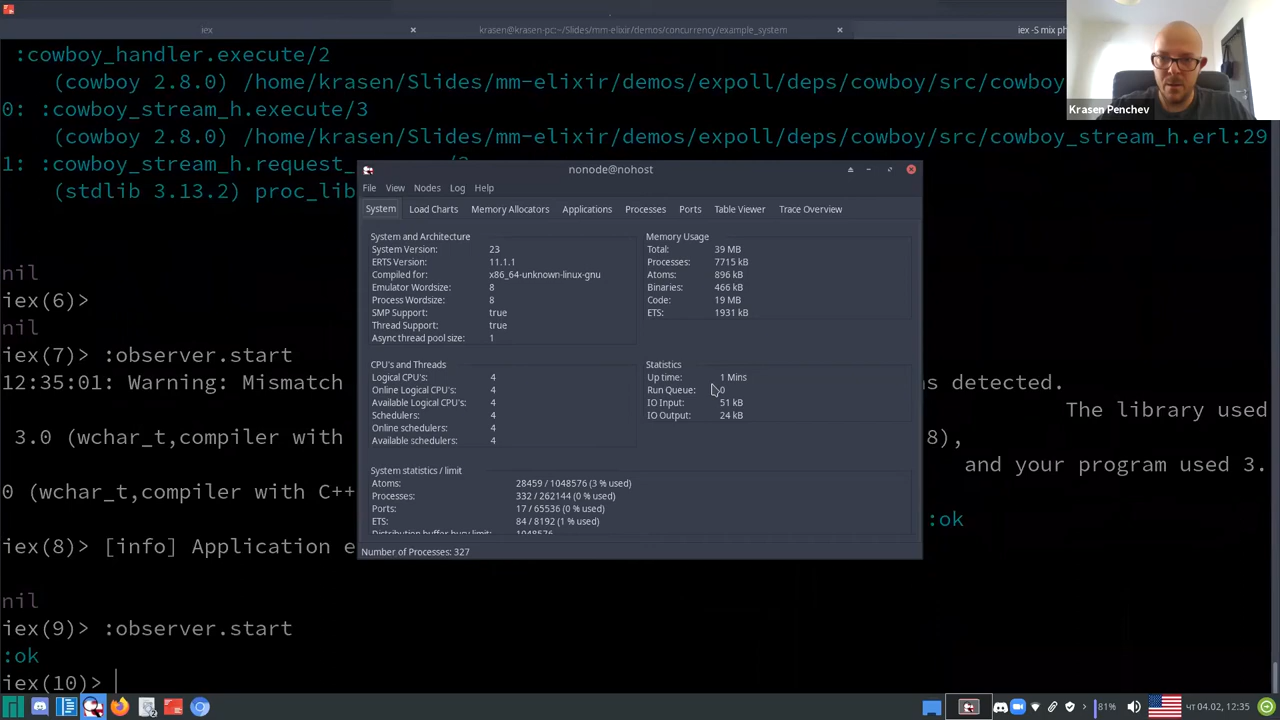 iex
krasen@krasen-pc:~/Slides/mm-elixir/demos/concurrency/example_system
iex -S mix ph
:cowboy_handler.execute/2
(cowboy 2.8.0) /home/krasen/Slides/mm-elixir/demos/expoll/deps/cowboy/src/cow
0: :cowboy_stream_h.execute/3
(cowboy 2.8.0) /home/krasen/Slides/mm-elixir/demos/expoll/deps/cowboy/src/cowboy_stream_h.erl:29
1: :cowboy_stream_h.request_
(stdlib 3.13.2) proc_lib
nil
iex(6)>
nil
iex(7)> :observer.start
12:35:01: Warning: Mismatch
as detected.
The library used
3.0 (wchar_t,compiler with
8),
and your program used 3.
0 (wchar_t,compiler with C++
:ok
iex(8)> [info] Application e
nil
iex(9)> :observer.start
:ok
iex(10)>
Krasen Penchev
nonode@nohost
File View Nodes Log Help
System Load Charts Memory Allocators Applications Processes Ports Table Viewer Trace Overview
System and Architecture
System Version: 23
ERTS Version: 11.1.1
Compiled for: x86_64-unknown-linux-gnu
Emulator Wordsize: 8
Process Wordsize: 8
SMP Support: true
Thread Support: true
Async thread pool size: 1
Memory Usage
Total: 39 MB
Processes: 7715 kB
Atoms: 896 kB
Binaries: 466 kB
Code: 19 MB
ETS: 1931 kB
CPU's and Threads
Logical CPU's: 4
Online Logical CPU's: 4
Available Logical CPU's: 4
Schedulers: 4
Online schedulers: 4
Available schedulers: 4
Statistics
Up time: 1 Mins
Run Queue: 0
IO Input: 51 kB
IO Output: 24 kB
System statistics / limit
Atoms: 28459 / 1048576 (3 % used)
Processes: 332 / 262144 (0 % used)
Ports: 17 / 65536 (0 % used)
ETS: 84 / 8192 (1 % used)
Distribution buffer busy limit: 1048576
Number of Processes: 327
81%
чт 04.02, 12:35